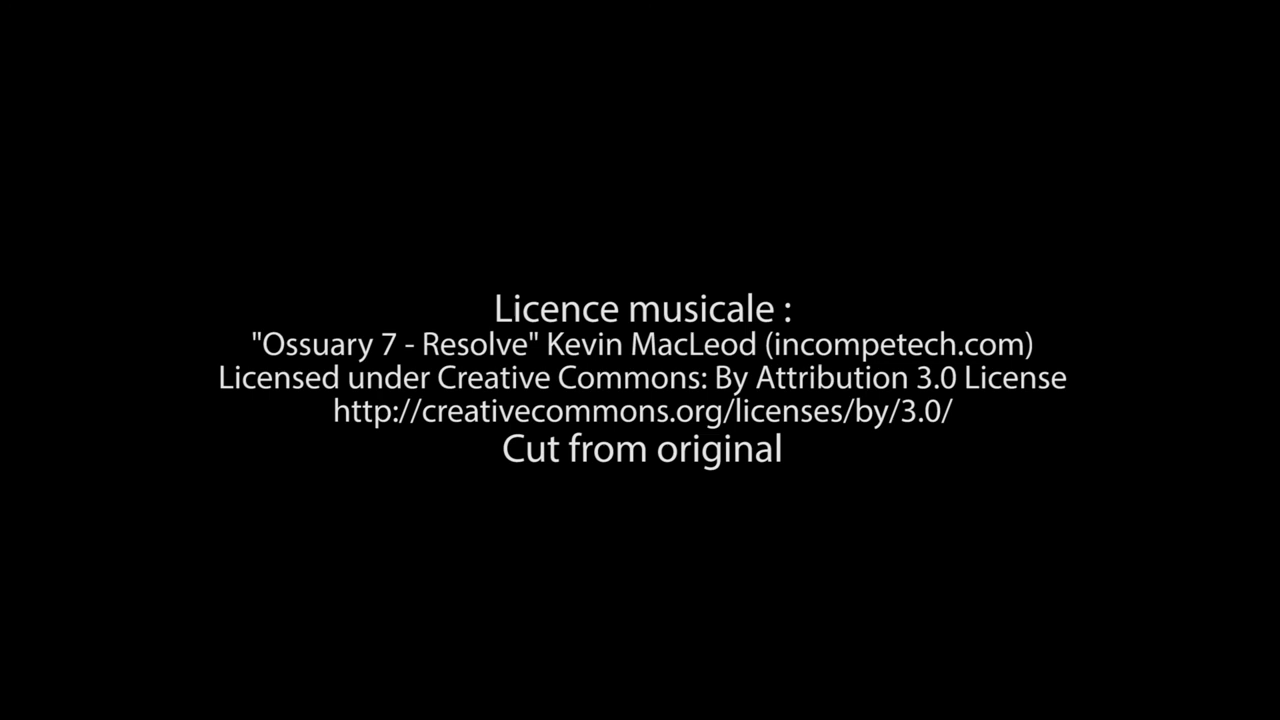 Licence musicale :
"Ossuary 7 - Resolve" Kevin MacLeod (incompetech.com)
Licensed under Creative Commons: By Attribution 3.0 License
http://creativecommons.org/licenses/by/3.0/
Cut from original